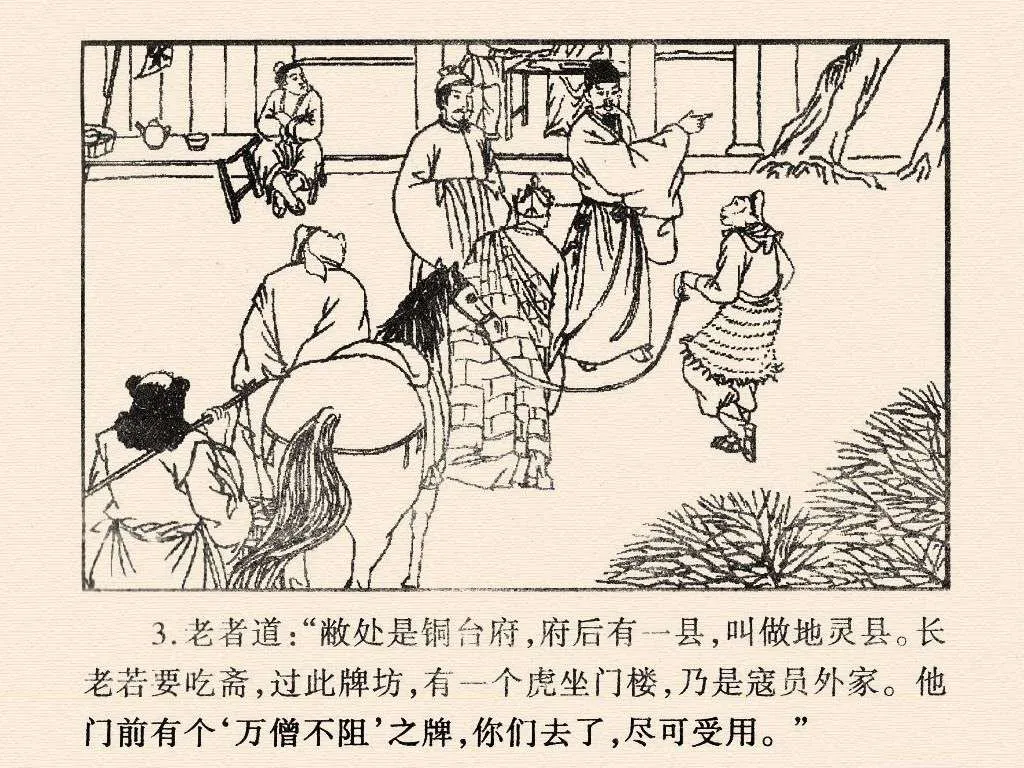 3. 老者道：“敝处是铜台府，府后有一县，叫做地灵县。长
老若要吃斋，过此牌坊，有一个虎坐门楼，乃是寇员外家。他
门前有个‘万僧不阻’之牌，你们去了，尽可受用。”